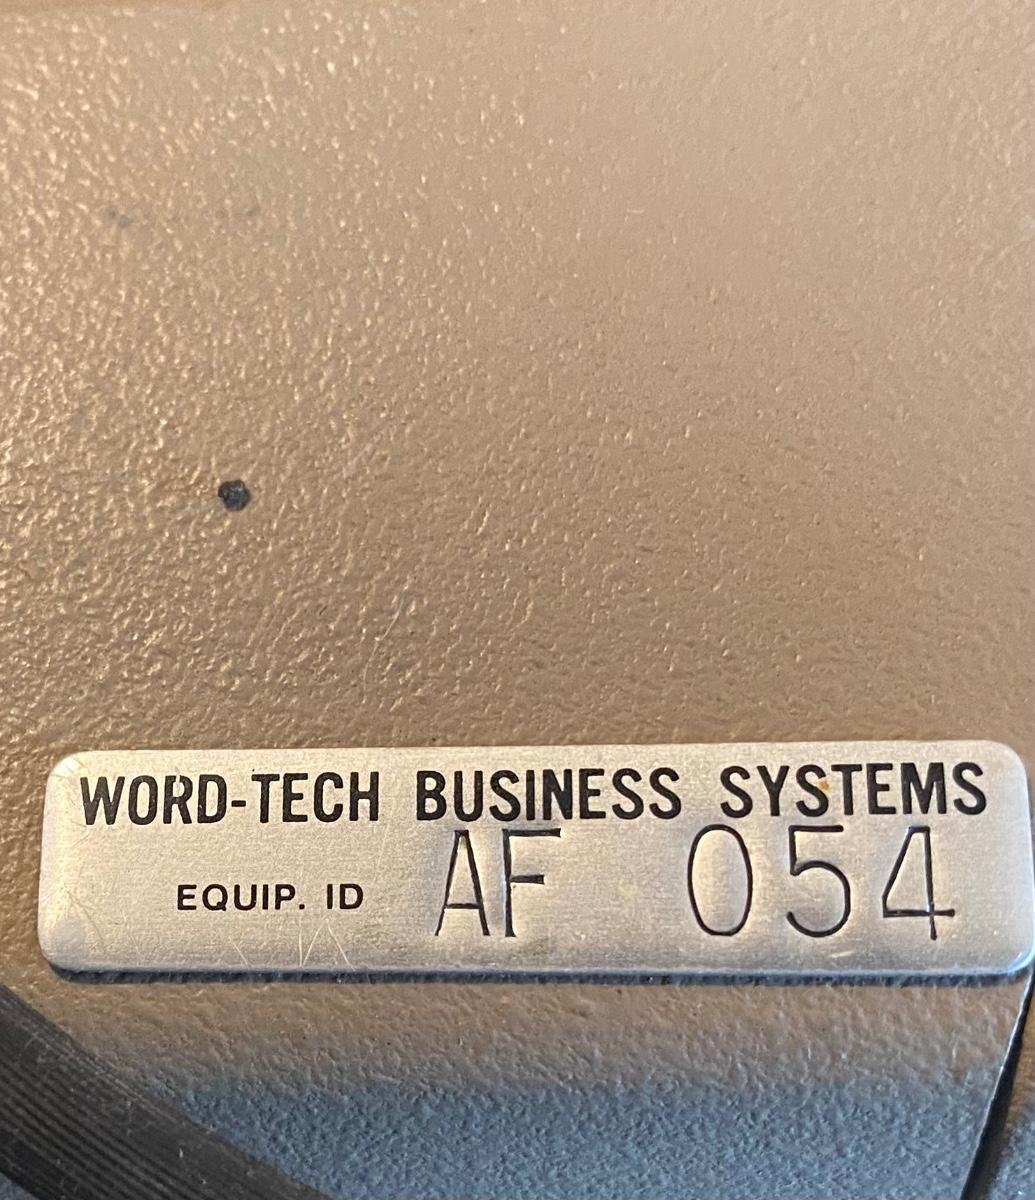 WORD-TECH BUSINESS SYSTEMS
EQUIP. ID AF 054